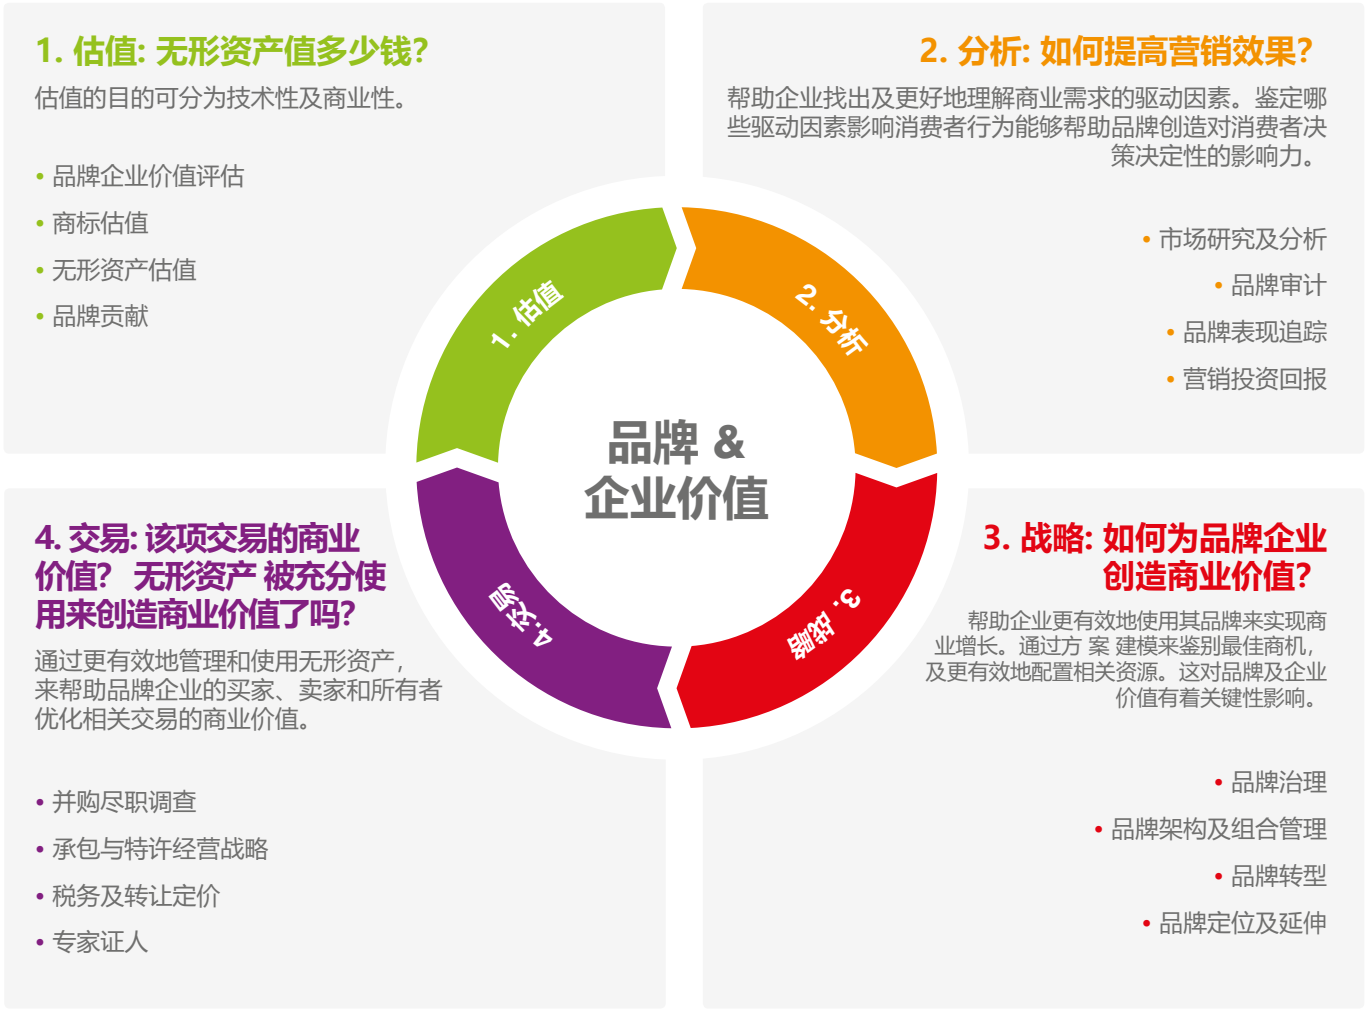 1. 估值: 无形资产值多少钱？
估值的目的可分为技术性及商业性。
• 品牌企业价值评估
• 商标估值
• 无形资产估值
• 品牌贡献
2. 分析: 如何提高营销效果？
帮助企业找出及更好地理解商业需求的驱动因素。鉴定哪
些驱动因素影响消费者行为能够帮助品牌创造对消费者决
策决定性的影响力。
• 市场研究及分析
• 品牌审计
• 品牌表现追踪
• 营销投资回报
1. 估值
2. 分析
品牌 &
企业价值
3. 战略
4.交易
4. 交易: 该项交易的商业
价值？ 无形资产 被充分使
用来创造商业价值了吗？
通过更有效地管理和使用无形资产，
来帮助品牌企业的买家、卖家和所有者
优化相关交易的商业价值。
• 并购尽职调查
• 承包与特许经营战略
• 税务及转让定价
• 专家证人
3. 战略: 如何为品牌企业
创造商业价值？
帮助企业更有效地使用其品牌来实现商
业增长。通过方 案 建模来鉴别最佳商机，
及更有效地配置相关资源。这对品牌及企业
价值有着关键性影响。
• 品牌治理
• 品牌架构及组合管理
• 品牌转型
• 品牌定位及延伸